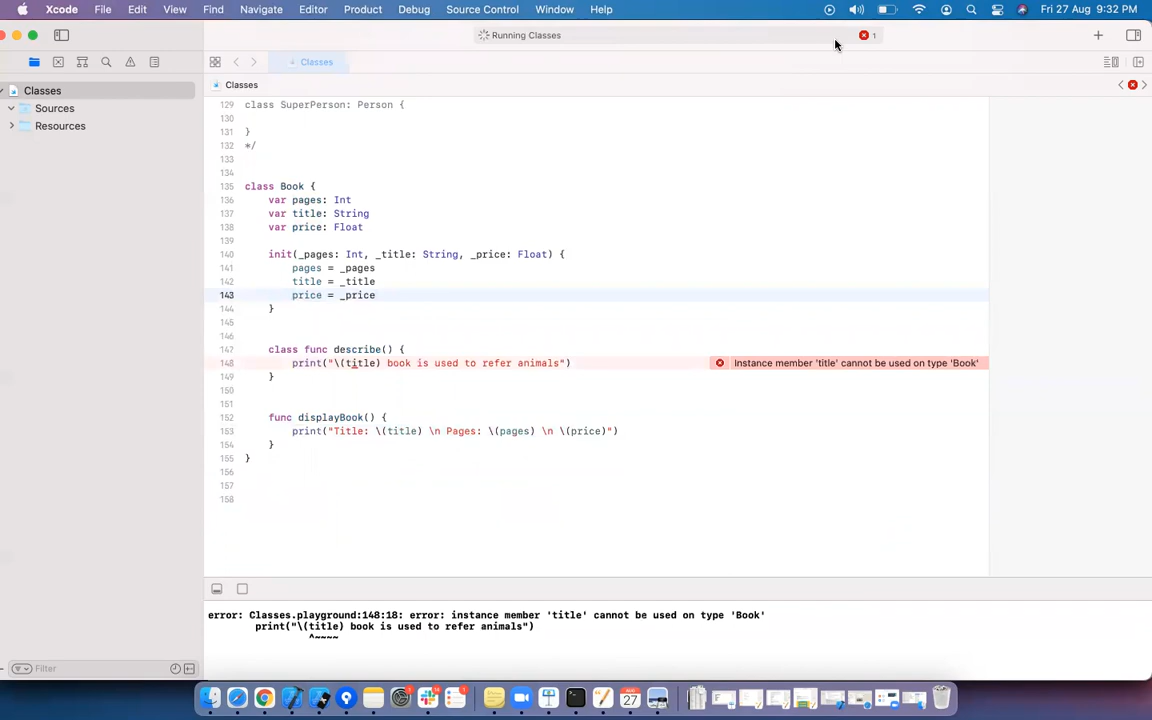 Xcode File Edit View Find Navigate Editor Product Debug Source Control Window Help Fri 27 Aug 9:32 PM
Running Classes 1
Classes
Classes
Classes
Sources
Resources
129 class SuperPerson: Person {
130
131 }
132 */
133
134
135 class Book {
136 var pages: Int
137 var title: String
138 var price: Float
139
140 init(_pages: Int, _title: String, _price: Float) {
141 pages = _pages
142 title = _title
143 price = _price
144 }
145
146
147 class func describe() {
148 print("\(title) book is used to refer animals") Instance member 'title' cannot be used on type 'Book'
149 }
150
151
152 func displayBook() {
153 print("Title: \(title) \n Pages: \(pages) \n \(price)")
154 }
155 }
156
157
158
error: Classes.playground:148:18: error: instance member 'title' cannot be used on type 'Book'
print("\(title) book is used to refer animals")
^~~~~
Filter